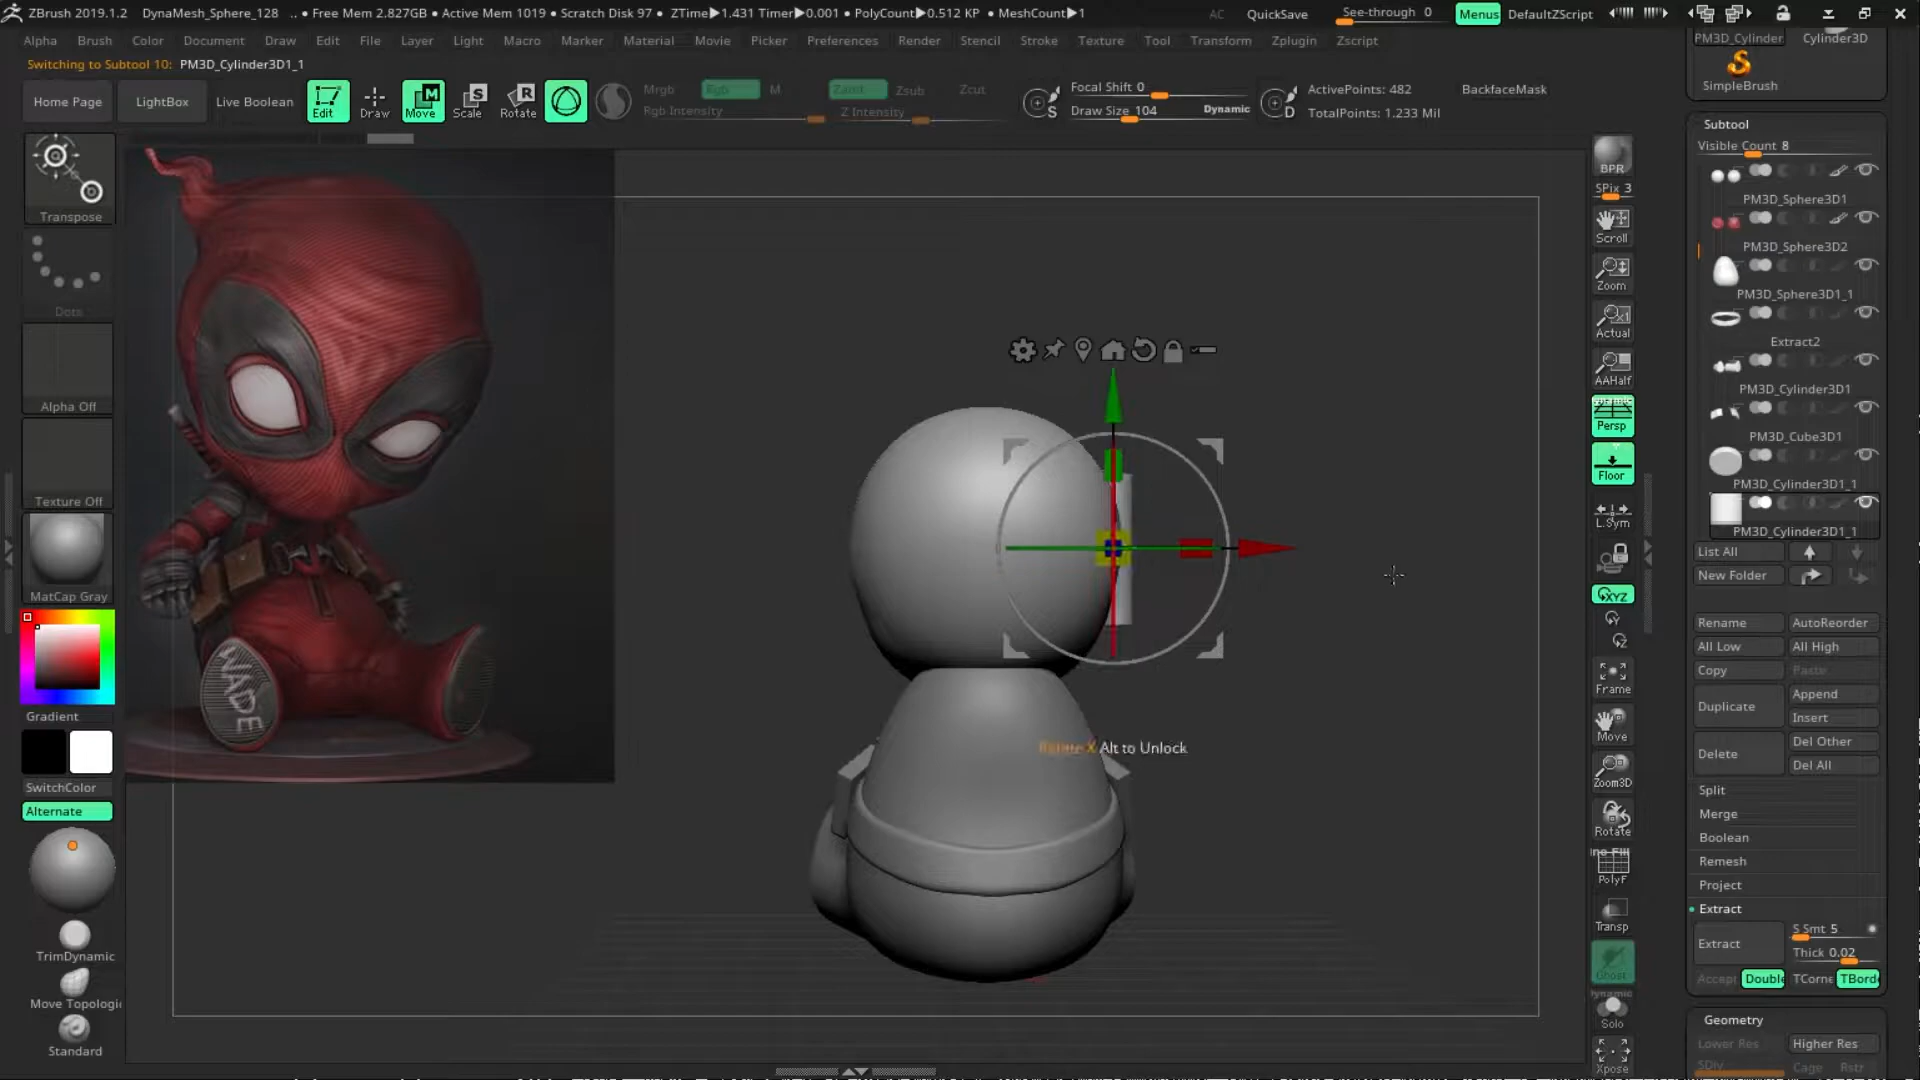 ZBrush 2019.1.2 DynaMesh_Sphere_128 .. • Free Mem 2.827GB • Active Mem 1019 • Scratch Disk 97 • ZTime▶1.431 Timer▶0.001 • PolyCount▶0.512 KP • MeshCount▶1 AC QuickSave See-through 0 Menus DefaultZScript
Alpha Brush Color Document Draw Edit File Layer Light Macro Marker Material Movie Picker Preferences Render Stencil Stroke Texture Tool Transform Zplugin Zscript
Switching to Subtool 10: PM3D_Cylinder3D1_1
Home Page LightBox Live Boolean Edit Draw Move Scale Rotate
Mrgb Rgb M Zadd Zsub Zcut
Rgb Intensity Z Intensity
Focal Shift 0
Draw Size 104 Dynamic
ActivePoints: 482 BackfaceMask
TotalPoints: 1.233 Mil
PM3D_Cylinder Cylinder3D
SimpleBrush
Transpose
Dots
Alpha Off
Texture Off
MatCap Gray
Gradient
SwitchColor
Alternate
TrimDynamic
Move Topologi
Standard
WADE
Rotate X Alt to Unlock
BPR
SPix 3
Scroll
Zoom
Actual
AAHalf
Persp
Floor
L.Sym
XYZ
Frame
Move
Zoom3D
Rotate
PolyF
Transp
Ghost
Dynamic
Solo
Xpose
Subtool
Visible Count 8
PM3D_Sphere3D1
PM3D_Sphere3D2
PM3D_Sphere3D1_1
Extract2
PM3D_Cylinder3D1
PM3D_Cube3D1
PM3D_Cylinder3D1_1
PM3D_Cylinder3D1_1
List All
New Folder
Rename AutoReorder
All Low All High
Copy Paste
Duplicate Append
Insert
Delete Del Other
Del All
Split
Merge
Boolean
Remesh
Project
Extract
Extract S Smt 5
Thick 0.02
Accept Double TCorne TBord
Geometry
Lower Res Higher Res
SDiv Cage Rstr